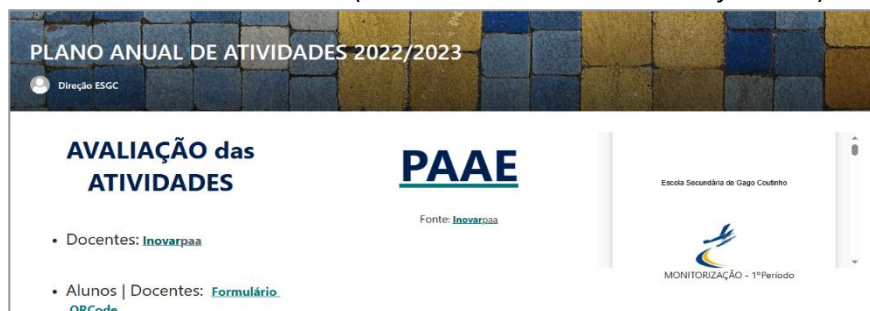 PLANO ANUAL DE ATIVIDADES 2022/2023
Direção ESGC
AVALIAÇÃO das
ATIVIDADES
• Docentes: Inovarpaa
• Alunos | Docentes: Formulário
QRCode
PAAE
Fonte: Inovarpaa
Escola Secundária de Gago Coutinho
MONITORIZAÇÃO - 1ºPeríodo